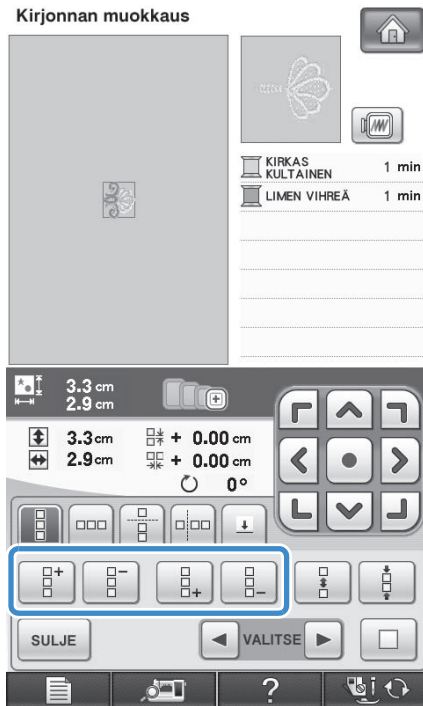 Kirjonnan muokkaus
KIRKAS
KULTAINEN
1 min
LIMEN VIHREÄ
1 min
3.3 cm
2.9 cm
3.3 cm
+ 0.00 cm
2.9 cm
+ 0.00 cm
0°
SULJE
VALITSE
?